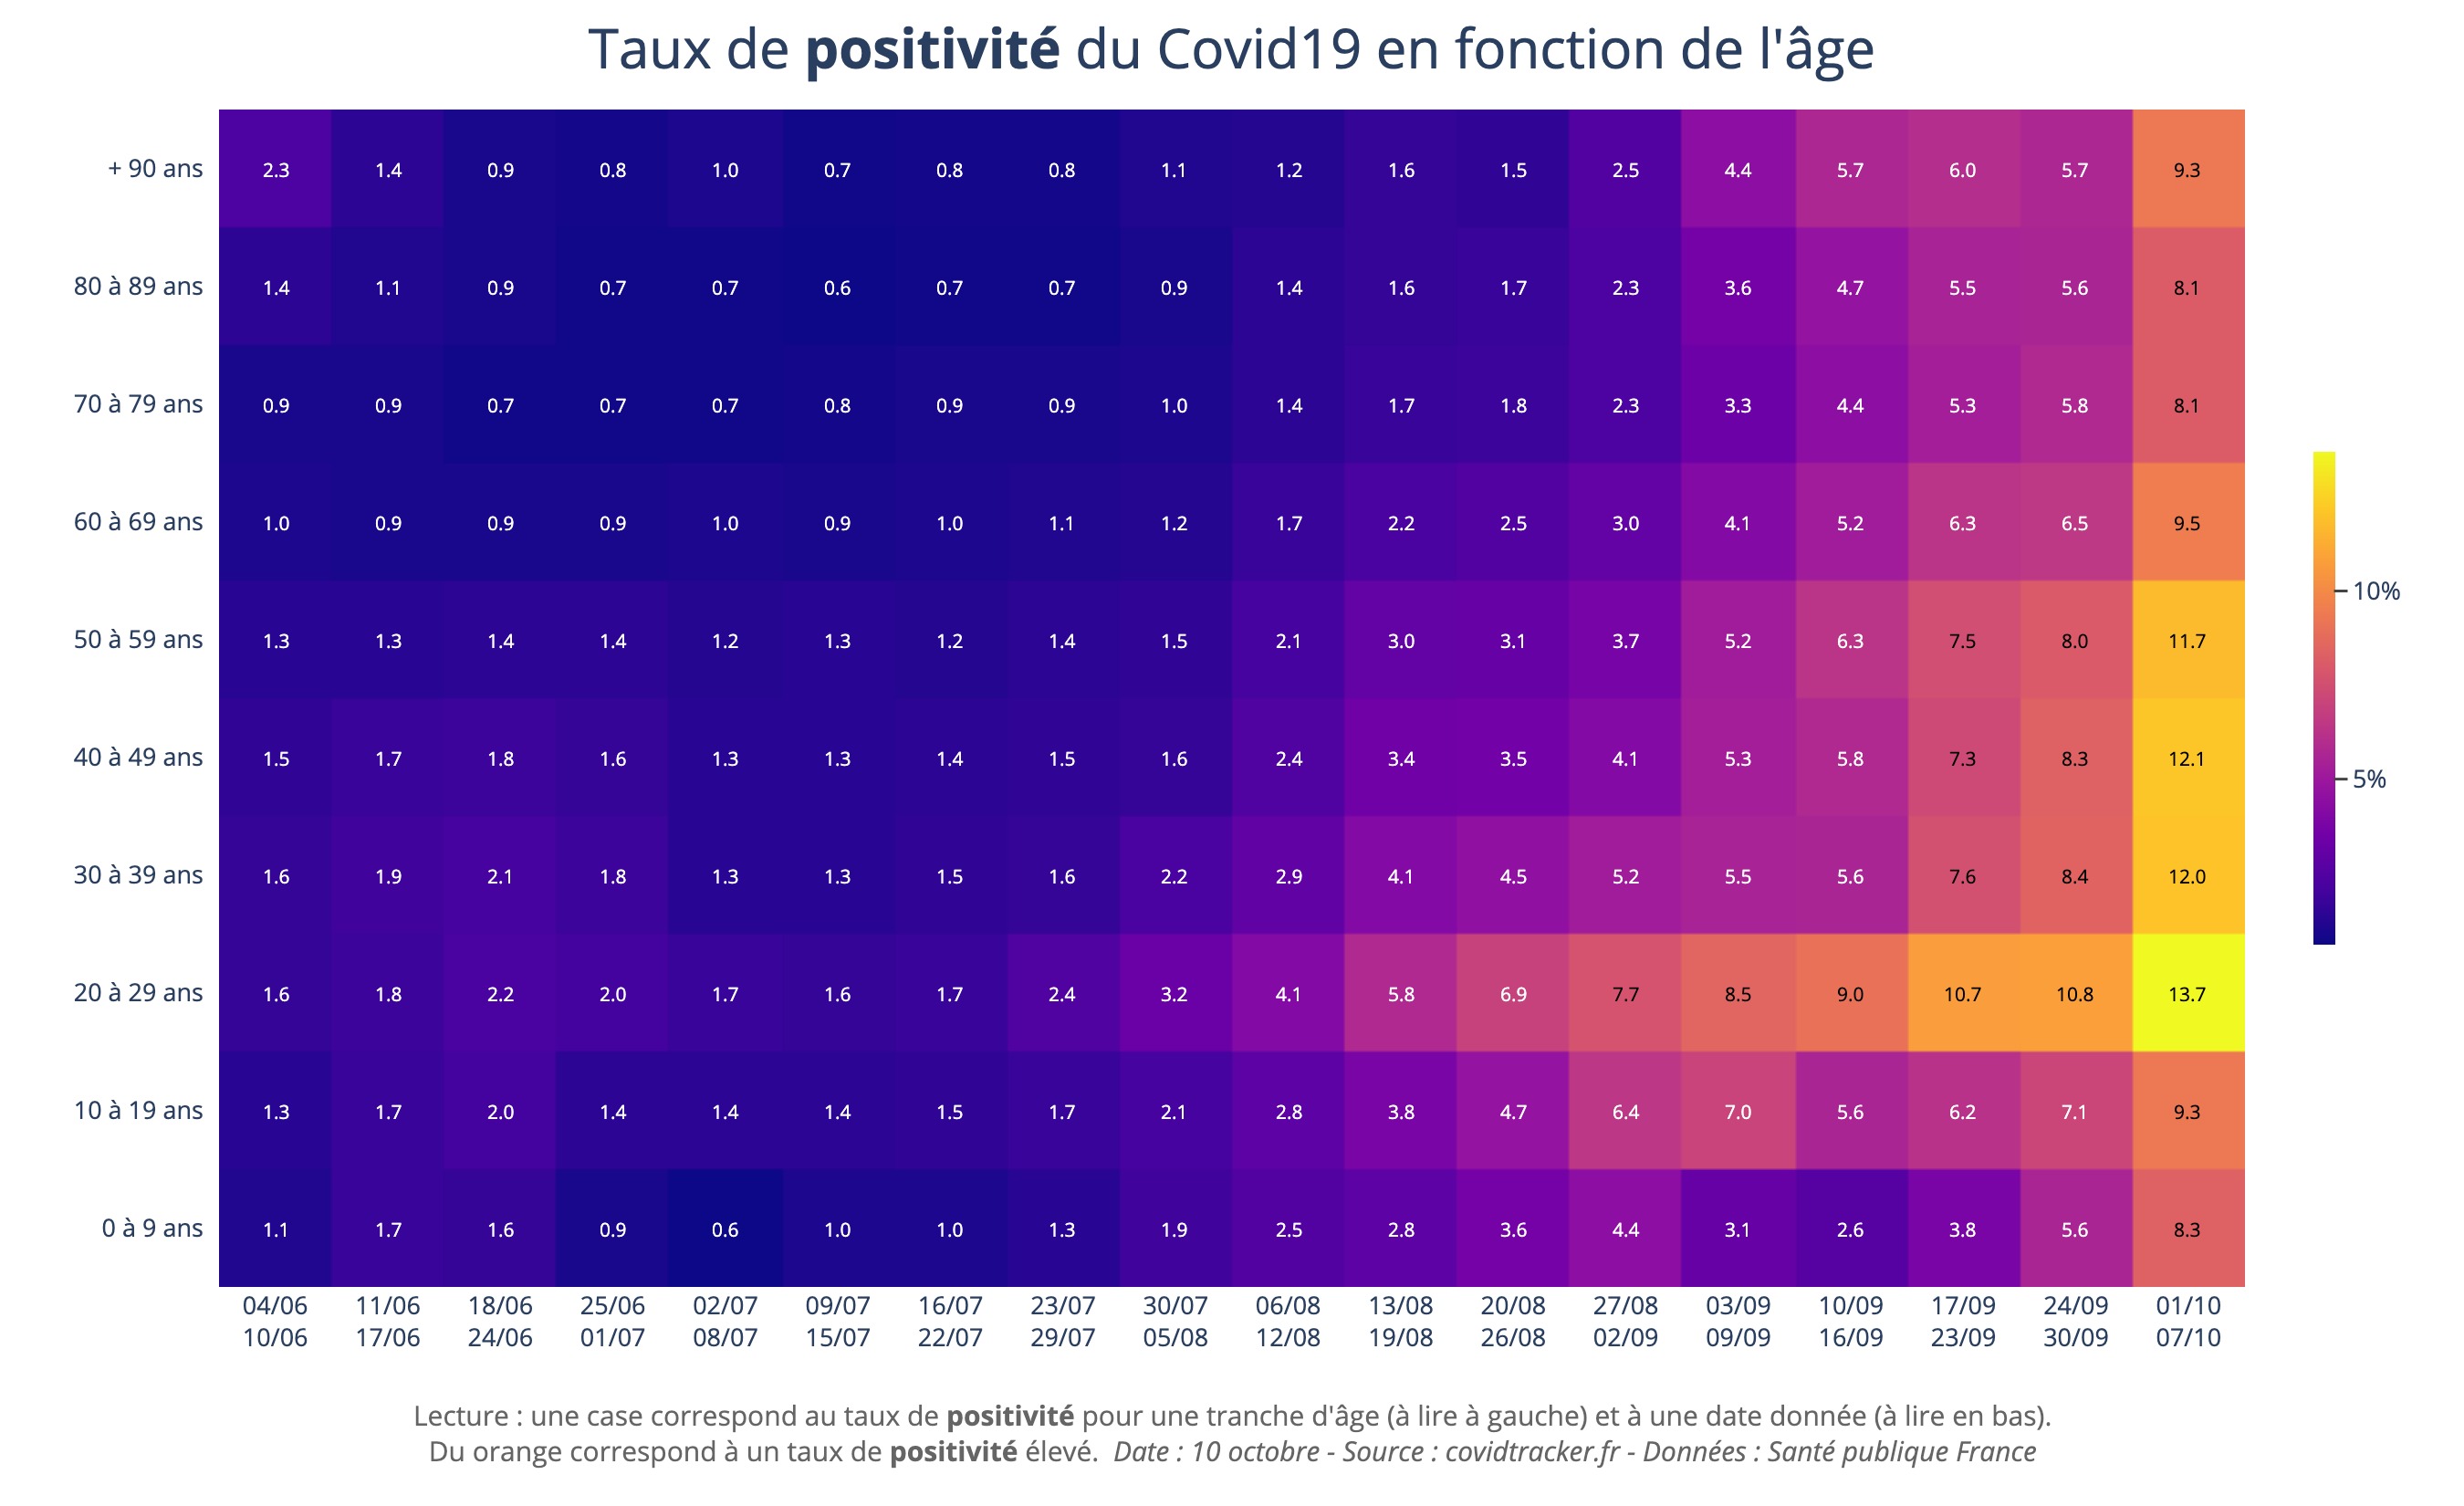 Taux de positivité du Covid19 en fonction de l'âge
+ 90 ans 2.3 1.4 0.9 0.8 1.0 0.7 0.8 0.8 1.1 1.2 1.6 1.5 2.5 4.4 5.7 6.0 5.7 9.3
80 à 89 ans 1.4 1.1 0.9 0.7 0.7 0.6 0.7 0.7 0.9 1.4 1.6 1.7 2.3 3.6 4.7 5.5 5.6 8.1
70 à 79 ans 0.9 0.9 0.7 0.7 0.7 0.8 0.9 0.9 1.0 1.4 1.7 1.8 2.3 3.3 4.4 5.3 5.8 8.1
60 à 69 ans 1.0 0.9 0.9 0.9 1.0 0.9 1.0 1.1 1.2 1.7 2.2 2.5 3.0 4.1 5.2 6.3 6.5 9.5
10%
50 à 59 ans 1.3 1.3 1.4 1.4 1.2 1.3 1.2 1.4 1.5 2.1 3.0 3.1 3.7 5.2 6.3 7.5 8.0 11.7
40 à 49 ans 1.5 1.7 1.8 1.6 1.3 1.3 1.4 1.5 1.6 2.4 3.4 3.5 4.1 5.3 5.8 7.3 8.3 12.1
5%
30 à 39 ans 1.6 1.9 2.1 1.8 1.3 1.3 1.5 1.6 2.2 2.9 4.1 4.5 5.2 5.5 5.6 7.6 8.4 12.0
20 à 29 ans 1.6 1.8 2.2 2.0 1.7 1.6 1.7 2.4 3.2 4.1 5.8 6.9 7.7 8.5 9.0 10.7 10.8 13.7
10 à 19 ans 1.3 1.7 2.0 1.4 1.4 1.4 1.5 1.7 2.1 2.8 3.8 4.7 6.4 7.0 5.6 6.2 7.1 9.3
0 à 9 ans 1.1 1.7 1.6 0.9 0.6 1.0 1.0 1.3 1.9 2.5 2.8 3.6 4.4 3.1 2.6 3.8 5.6 8.3
04/06 11/06 18/06 25/06 02/07 09/07 16/07 23/07 30/07 06/08 13/08 20/08 27/08 03/09 10/09 17/09 24/09 01/10
10/06 17/06 24/06 01/07 08/07 15/07 22/07 29/07 05/08 12/08 19/08 26/08 02/09 09/09 16/09 23/09 30/09 07/10
Lecture : une case correspond au taux de positivité pour une tranche d'âge (à lire à gauche) et à une date donnée (à lire en bas).
Du orange correspond à un taux de positivité élevé. Date : 10 octobre - Source : covidtracker.fr - Données : Santé publique France